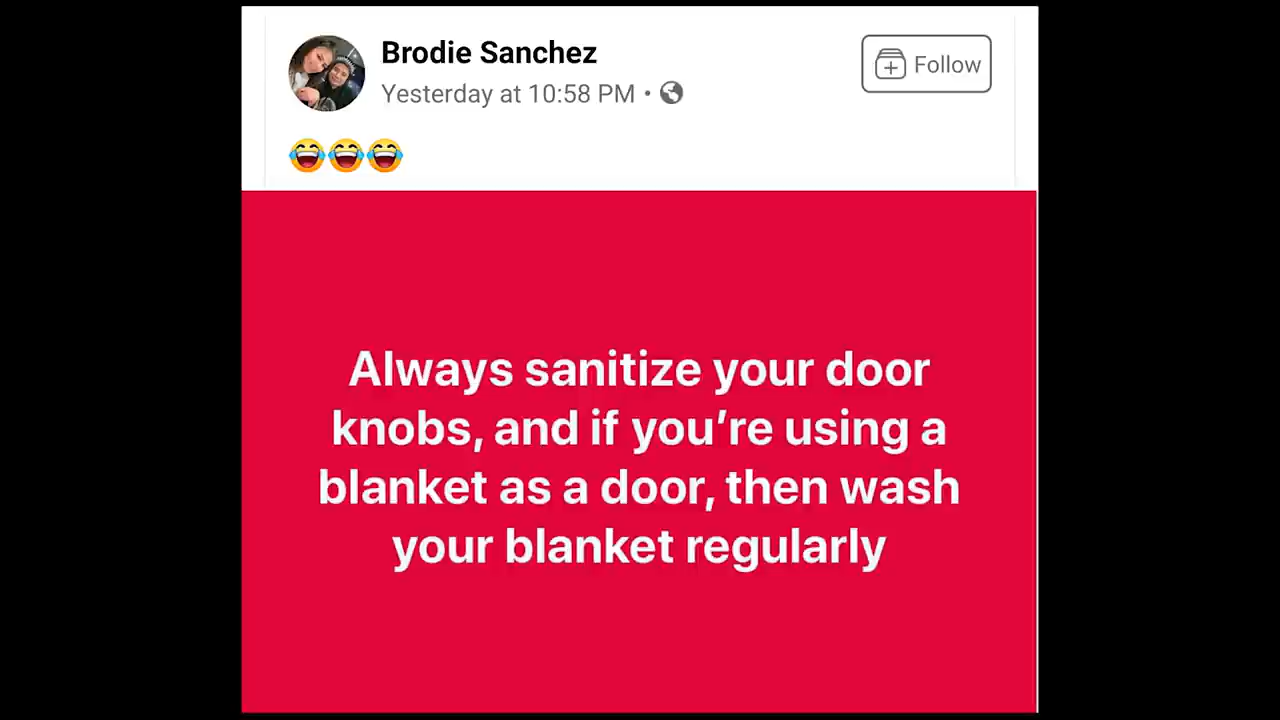 Brodie Sanchez
Follow
Yesterday at 10:58 PM •
😂😂😂
Always sanitize your door
knobs, and if you’re using a
blanket as a door, then wash
your blanket regularly